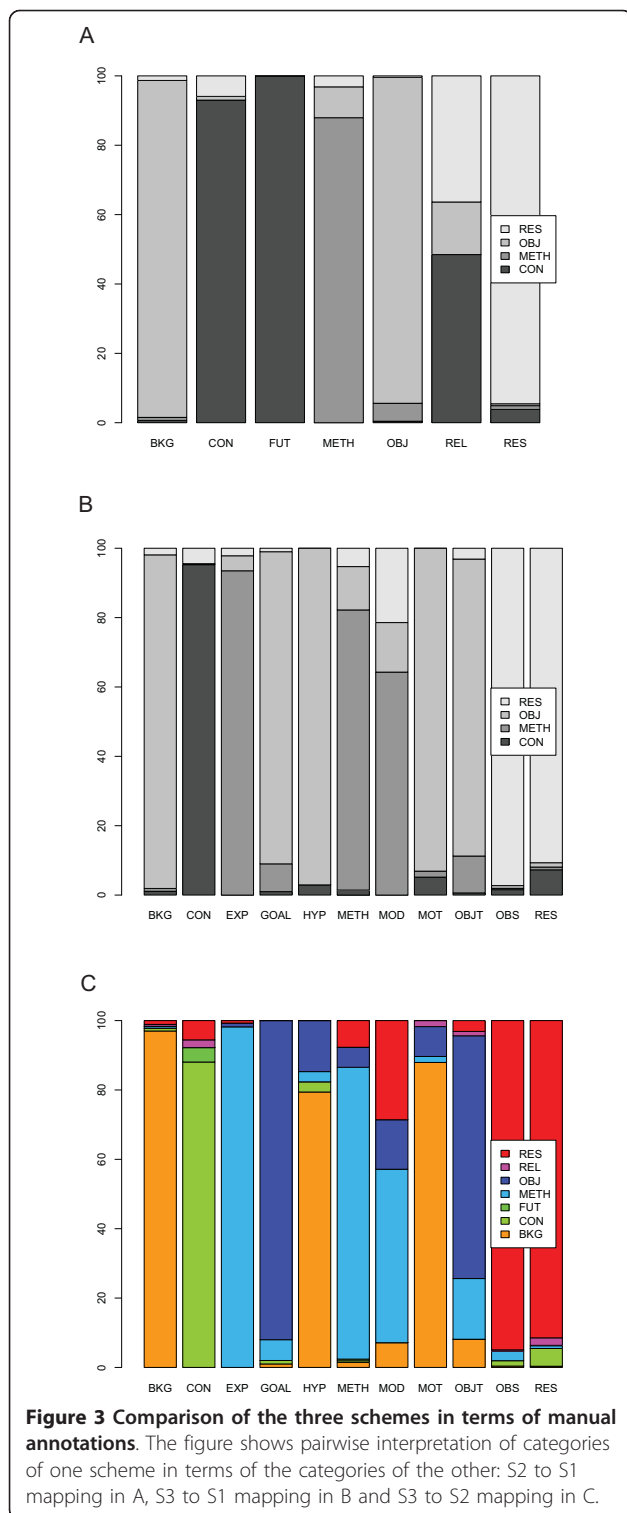 A
100
80
60
40
20
0
RES
OBJ
METH
CON
BKG CON FUT METH OBJ REL RES
B
100
80
60
40
20
0
RES
OBJ
METH
CON
BKG CON EXP GOAL HYP METH MOD MOT OBJT OBS RES
C
100
80
60
40
20
0
RES
REL
OBJ
METH
FUT
CON
BKG
BKG CON EXP GOAL HYP METH MOD MOT OBJT OBS RES
Figure 3 Comparison of the three schemes in terms of manual
annotations. The figure shows pairwise interpretation of categories
of one scheme in terms of the categories of the other: S2 to S1
mapping in A, S3 to S1 mapping in B and S3 to S2 mapping in C.